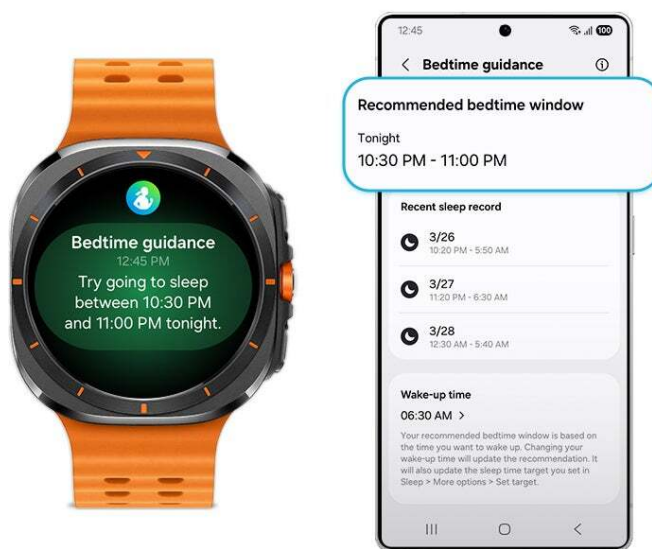 Bedtime guidance
12:45 PM
Try going to sleep
between 10:30 PM
and 11:00 PM tonight.
12:45
100
Bedtime guidance
Recommended bedtime window
Tonight
10:30 PM - 11:00 PM
Recent sleep record
3/26
10:20 PM - 5:50 AM
3/27
11:20 PM - 6:30 AM
3/28
12:30 AM - 5:40 AM
Wake-up time
06:30 AM >
Your recommended bedtime window is based on
the time you want to wake up. Changing your
wake-up time will update the recommendation. It
will also update the sleep time target you set in
Sleep > More options > Set target.